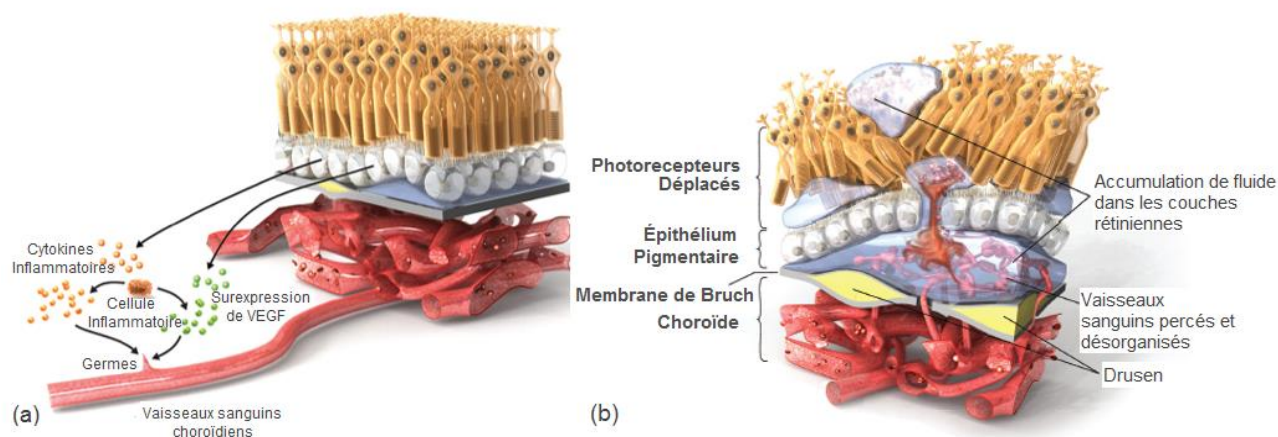 Cytokines
Inflammatoires
Cellule
Inflammatoire
Surexpression
de VEGF
Germes
(a)
Vaisseaux sanguins
choroïdiens
Photorecepteurs
Déplacés
Épithélium
Pigmentaire
Membrane de Bruch
Choroïde
Accumulation de fluide
dans les couches
rétiniennes
Vaisseaux
sanguins percés et
désorganisés
Drusen
(b)